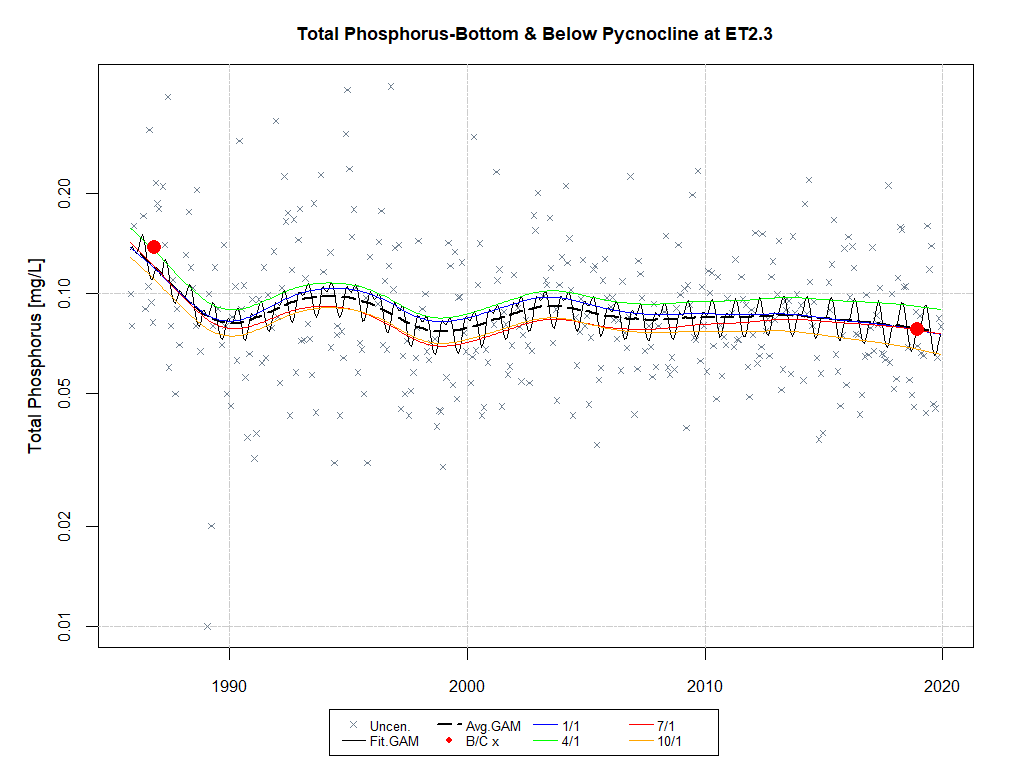 Total Phosphorus-Bottom & Below Pycnocline at ET2.3
Total Phosphorus [mg/L]
0.20
0.10
0.05
0.02
0.01
1990 2000 2010 2020
Uncen. Avg.GAM 1/1 7/1
Fit.GAM B/C x 4/1 10/1